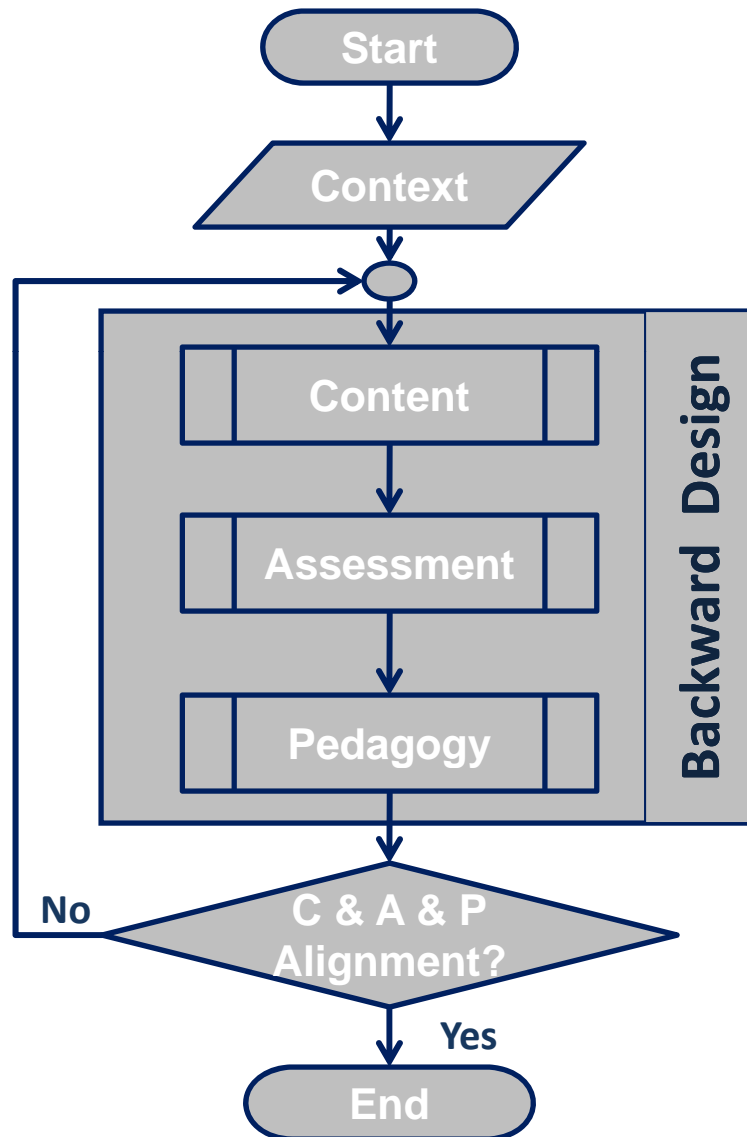 Start
Context
Content
Assessment
Pedagogy
Backward Design
C & A & P
Alignment?
No
Yes
End